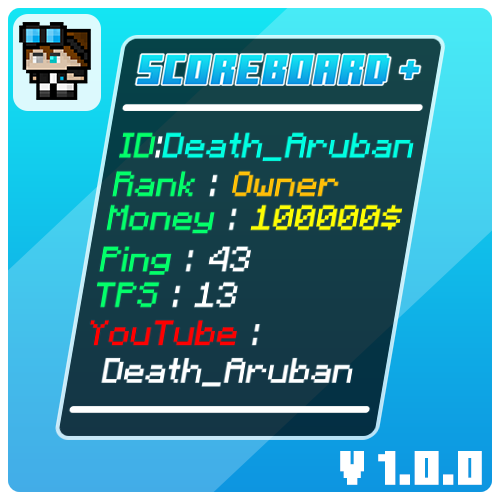 SCOREBOARD +
ID:Death_Aruban
Rank : Owner
Money : 100000$
Ping : 43
TPS : 13
YouTube :
Death_Aruban
V 1.0.0